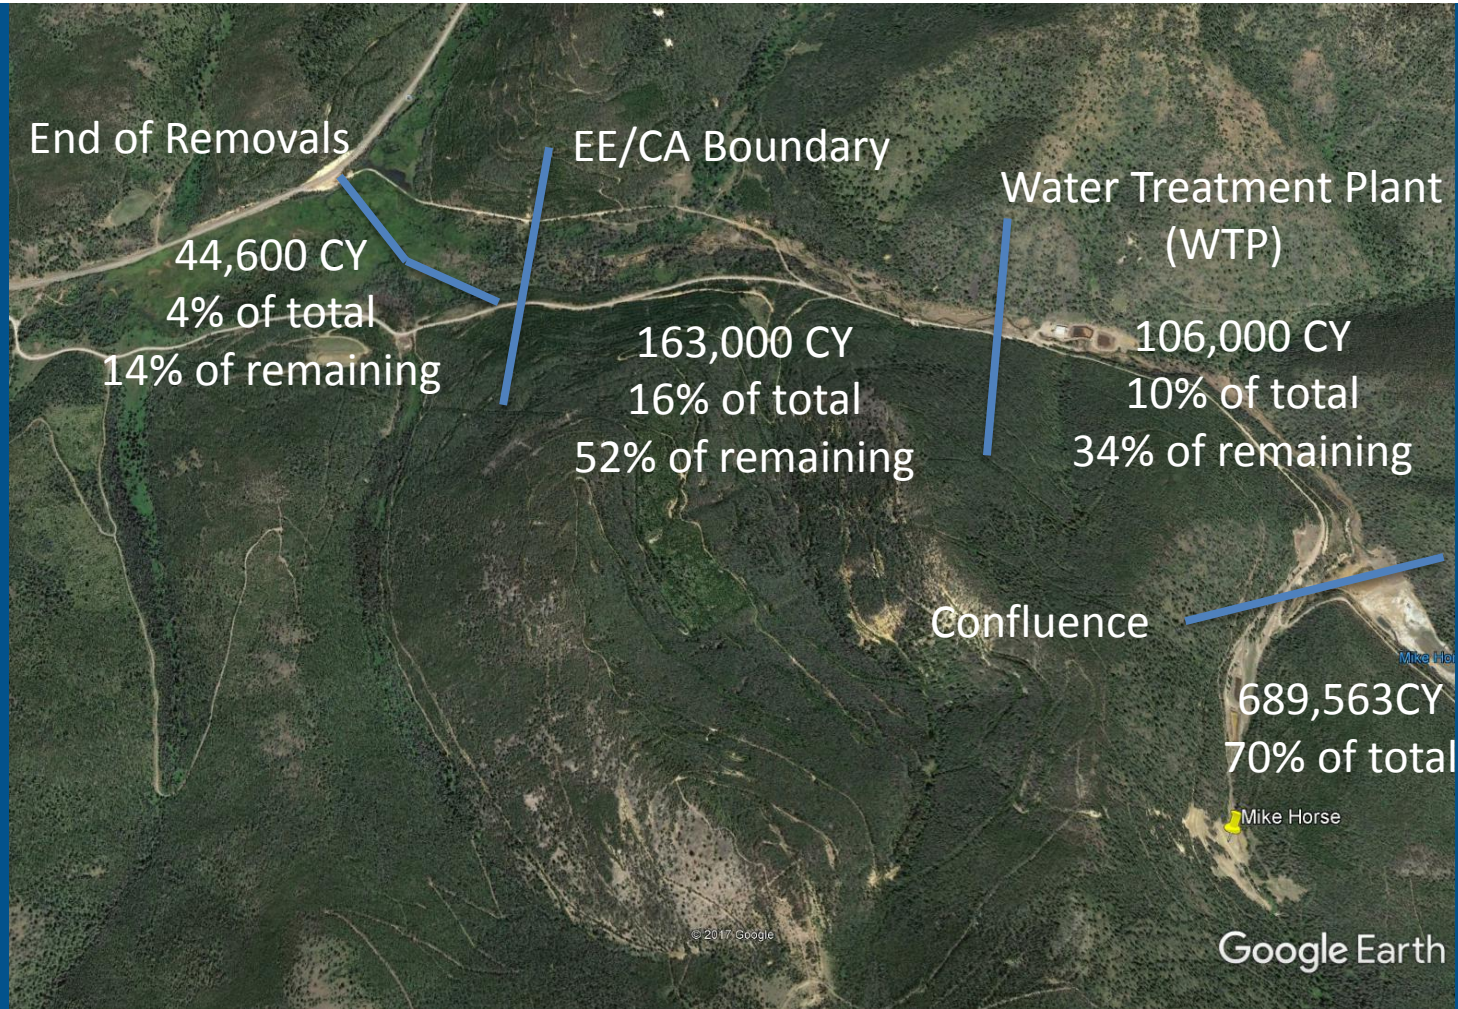 End of Removals
EE/CA Boundary
Water Treatment Plant
(WTP)
44,600 CY
4% of total
14% of remaining
163,000 CY
16% of total
52% of remaining
106,000 CY
10% of total
34% of remaining
Confluence
Mike Hor
689,563CY
70% of total
Mike Horse
© 2017 Google
Google Earth